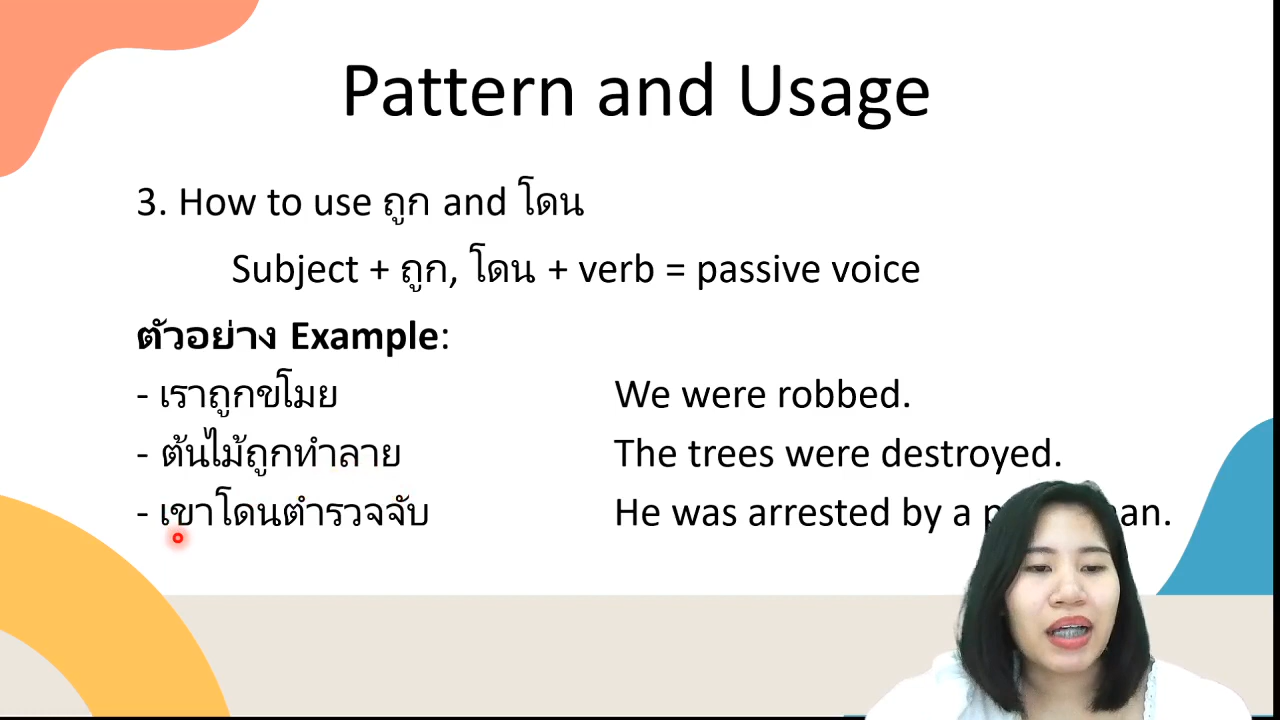 Pattern and Usage
3. How to use ถูก and โดน
Subject + ถูก, โดน + verb = passive voice
ตัวอย่าง Example:
- เราถูกขโมย We were robbed.
- ต้นไม้ถูกทำลาย The trees were destroyed.
- เขาโดนตำรวจจับ He was arrested by a